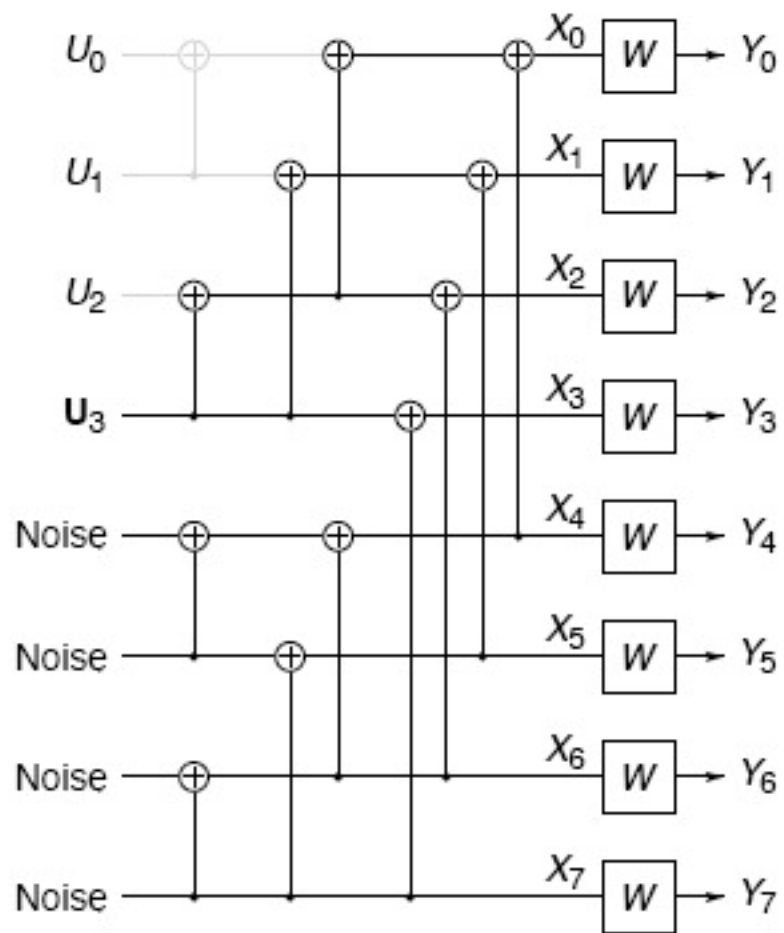 U₀ X₀ W Y₀
U₁ X₁ W Y₁
U₂ X₂ W Y₂
U₃ X₃ W Y₃
Noise X₄ W Y₄
Noise X₅ W Y₅
Noise X₆ W Y₆
Noise X₇ W Y₇